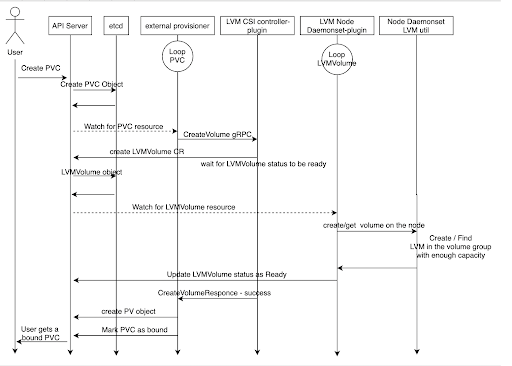 API Server
etcd
external provisioner
LVM CSI controller-
plugin
LVM Node
Daemonset-plugin
Node Daemonset
LVM util
User
Loop
PVC
Loop
LVMVolume
Create PVC
Create PVC Object
Watch for PVC resource
CreateVolume gRPC
create LVMVolume CR
wait for LVMVolume status to be ready
LVMVolume object
Watch for LVMVolume resource
create/get volume on the node
Create / Find
LVM in the volume group
with enough capacity
Update LVMVolume status as Ready
CreateVolumeResponce - success
create PV object
Mark PVC as bound
User gets a
bound PVC